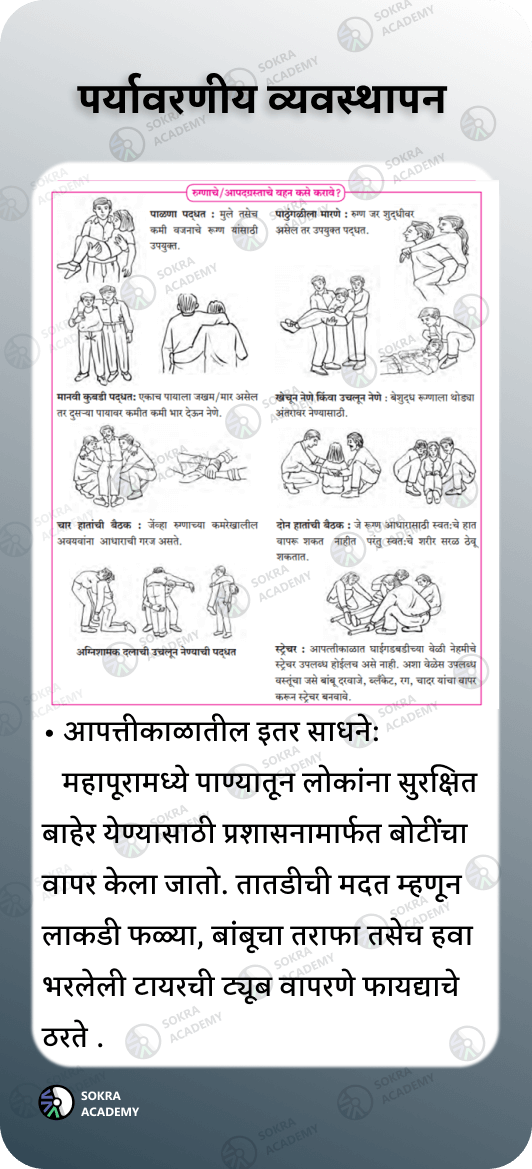 पर्यावरणीय व्यवस्थापन
रुग्णाचे/आपदग्रस्ताचे वहन कसे करावे?
पाळणा पद्धत : मुले तसेच
कमी वजनाचे रूग्ण यांसाठी
उपयुक्त.
पाठुंगळीला मारणे : रुग्ण जर शुद्धीवर
असेल तर उपयुक्त पद्धत.
मानवी कुबडी पद्धत: एकाच पायाला जखम/मार असेल
तर दुसऱ्या पायावर कमीत कमी भार देऊन नेणे.
खेचून नेणे किंवा उचलून नेणे : बेशुद्ध रूग्णाला थोड्या
अंतरावर नेण्यासाठी.
चार हातांची बैठक : जेंव्हा रुग्णाच्या कमरेखालील
अवयवांना आधाराची गरज असते.
दोन हातांची बैठक : जे रूग्ण आधारासाठी स्वत:चे हात
वापरू शकत नाहीत परंतु स्वत:चे शरीर सरळ ठेवू
शकतात.
अग्निशामक दलाची उचलून नेण्याची पद्धत
स्ट्रेचर : आपत्तीकाळात घाईगडबडीच्या वेळी नेहमीचे
स्ट्रेचर उपलब्ध होईलच असे नाही. अशा वेळेस उपलब्ध
वस्तूंचा जसे बांबू दरवाजे, ब्लँकेट, रग, चादर यांचा वापर
करून स्ट्रेचर बनवावे.
• आपत्तीकाळातील इतर साधने:
महापूरामध्ये पाण्यातून लोकांना सुरक्षित
बाहेर येण्यासाठी प्रशासनामार्फत बोटींचा
वापर केला जातो. तातडीची मदत म्हणून
लाकडी फळ्या, बांबूचा तराफा तसेच हवा
भरलेली टायरची ट्यूब वापरणे फायद्याचे
ठरते .
SOKRA
ACADEMY